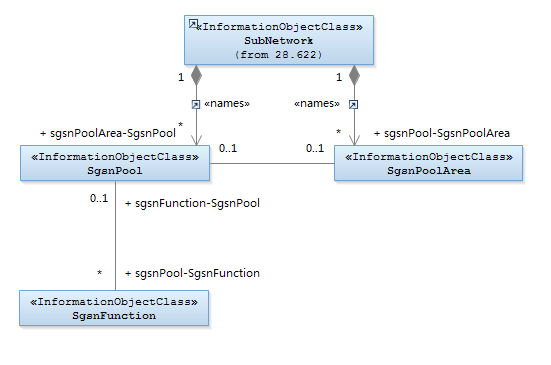 «InformationObjectClass»
SubNetwork
(from 28.622)
1
1
«names»
«names»
*
*
+ sgsnPoolArea-SgsnPool
+ sgsnPool-SgsnPoolArea
0..1
0..1
«InformationObjectClass»
SgsnPool
«InformationObjectClass»
SgsnPoolArea
0..1
+ sgsnFunction-SgsnPool
*
+ sgsnPool-SgsnFunction
«InformationObjectClass»
SgsnFunction